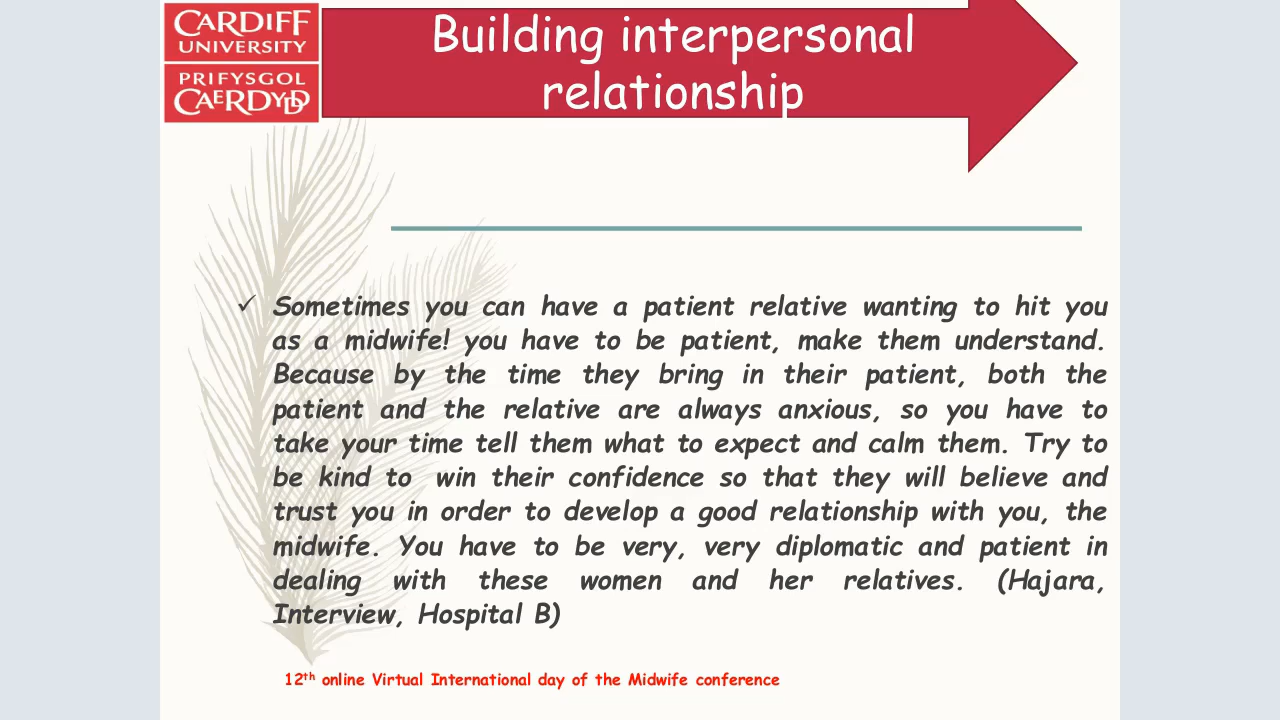 CARDIFF
UNIVERSITY
PRIFYSGOL
CAERDYDD
Building interpersonal
relationship
✓ Sometimes you can have a patient relative wanting to hit you
as a midwife! you have to be patient, make them understand.
Because by the time they bring in their patient, both the
patient and the relative are always anxious, so you have to
take your time tell them what to expect and calm them. Try to
be kind to win their confidence so that they will believe and
trust you in order to develop a good relationship with you, the
midwife. You have to be very, very diplomatic and patient in
dealing with these women and her relatives. (Hajara,
Interview, Hospital B)
12th online Virtual International day of the Midwife conference